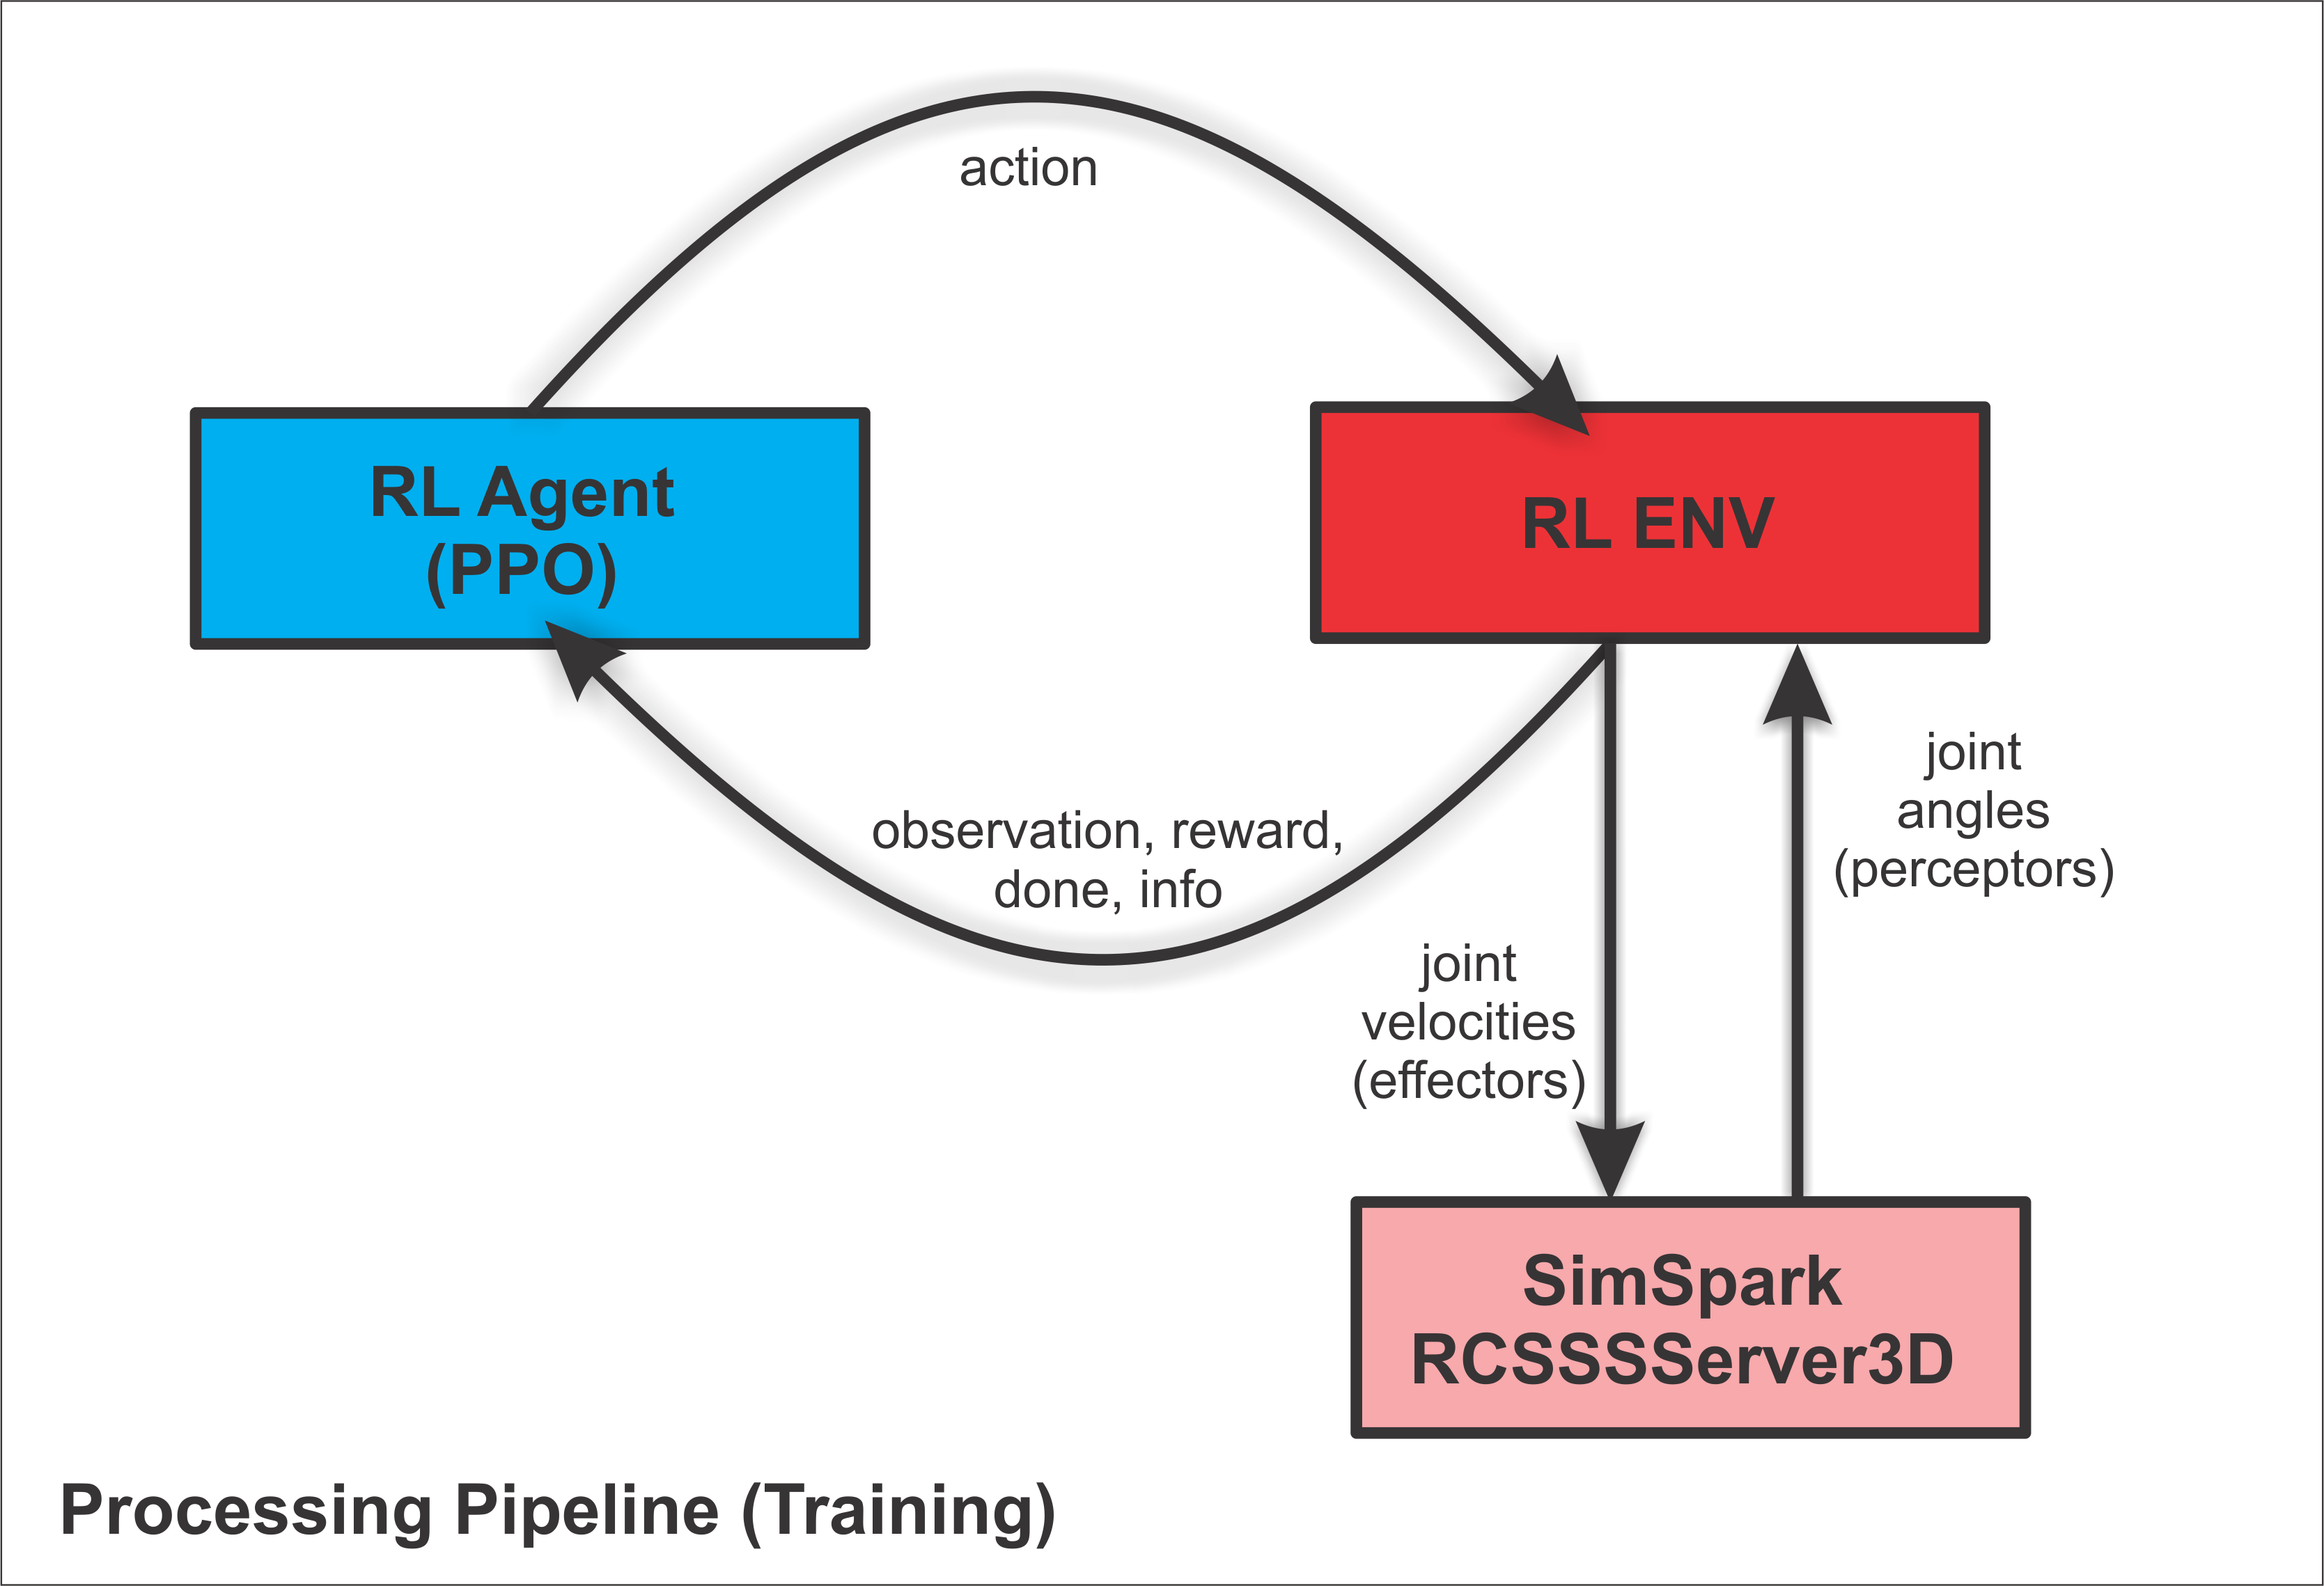 action
RL Agent
(PPO)
RL ENV
observation, reward,
done, info
joint
angles
(perceptors)
joint
velocities
(effectors)
SimSpark
RCSSSServer3D
Processing Pipeline (Training)